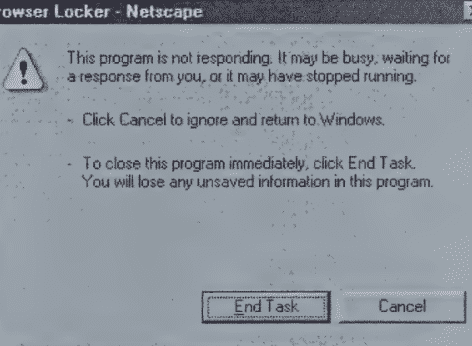 rowser Locker - Netscape
This program is not responding. It may be busy, waiting for
a response from you, or it may have stopped running.
- Click Cancel to ignore and return to Windows.
- To close this program immediately, click End Task.
You will lose any unsaved information in this program.
End Task
Cancel